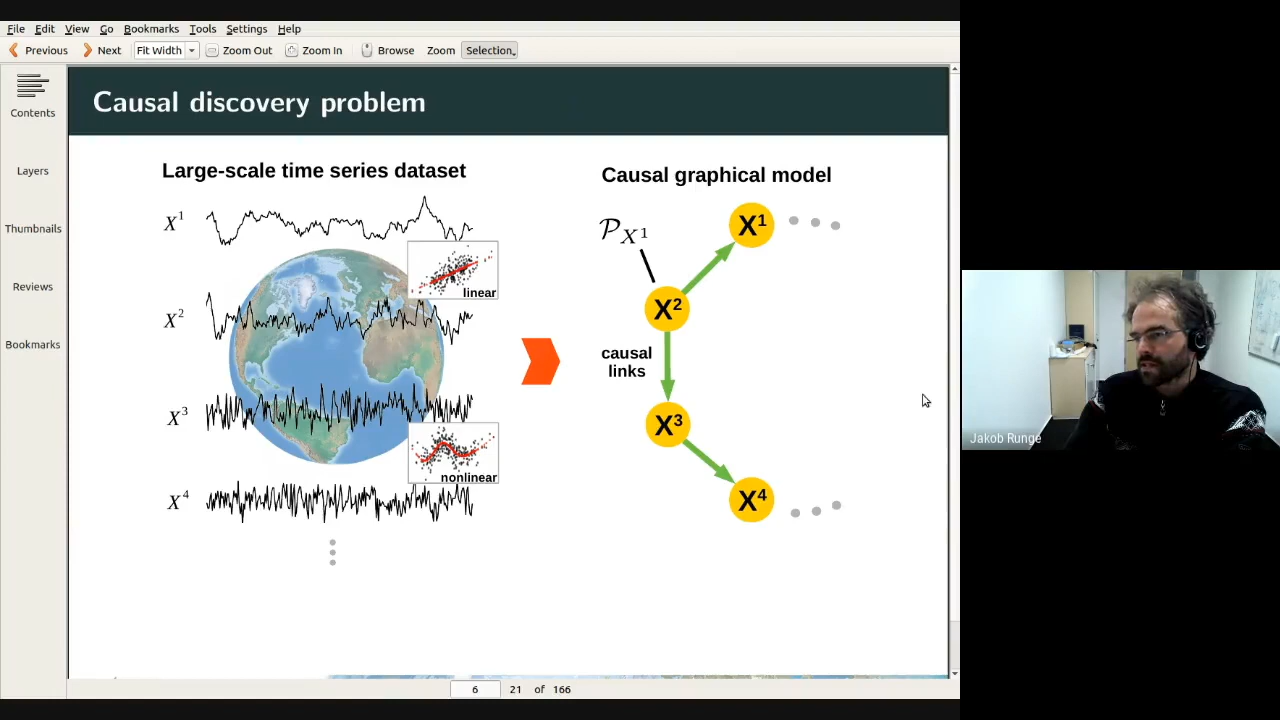 File Edit View Go Bookmarks Tools Settings Help
Previous Next Fit Width Zoom Out Zoom In Browse Zoom Selection
Contents
Layers
Thumbnails
Reviews
Bookmarks
Causal discovery problem
Large-scale time series dataset
X¹
linear
X²
X³
nonlinear
X⁴
Causal graphical model
𝒫_X¹
X¹
X²
causal
links
X³
X⁴
6 21 of 166
Jakob Runge